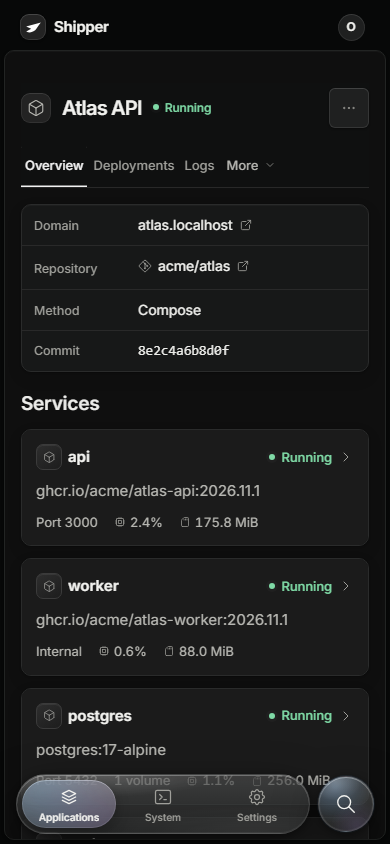 Shipper
O
Atlas API
Running
...
Overview Deployments Logs More
Domain atlas.localhost
Repository acme/atlas
Method Compose
Commit 8e2c4a6b8d0f
Services
api Running
ghcr.io/acme/atlas-api:2026.11.1
Port 3000 2.4% 175.8 MiB
worker Running
ghcr.io/acme/atlas-worker:2026.11.1
Internal 0.6% 88.0 MiB
postgres Running
postgres:17-alpine
Port 5432 1 volume 1.1% 256.0 MiB
Applications System Settings